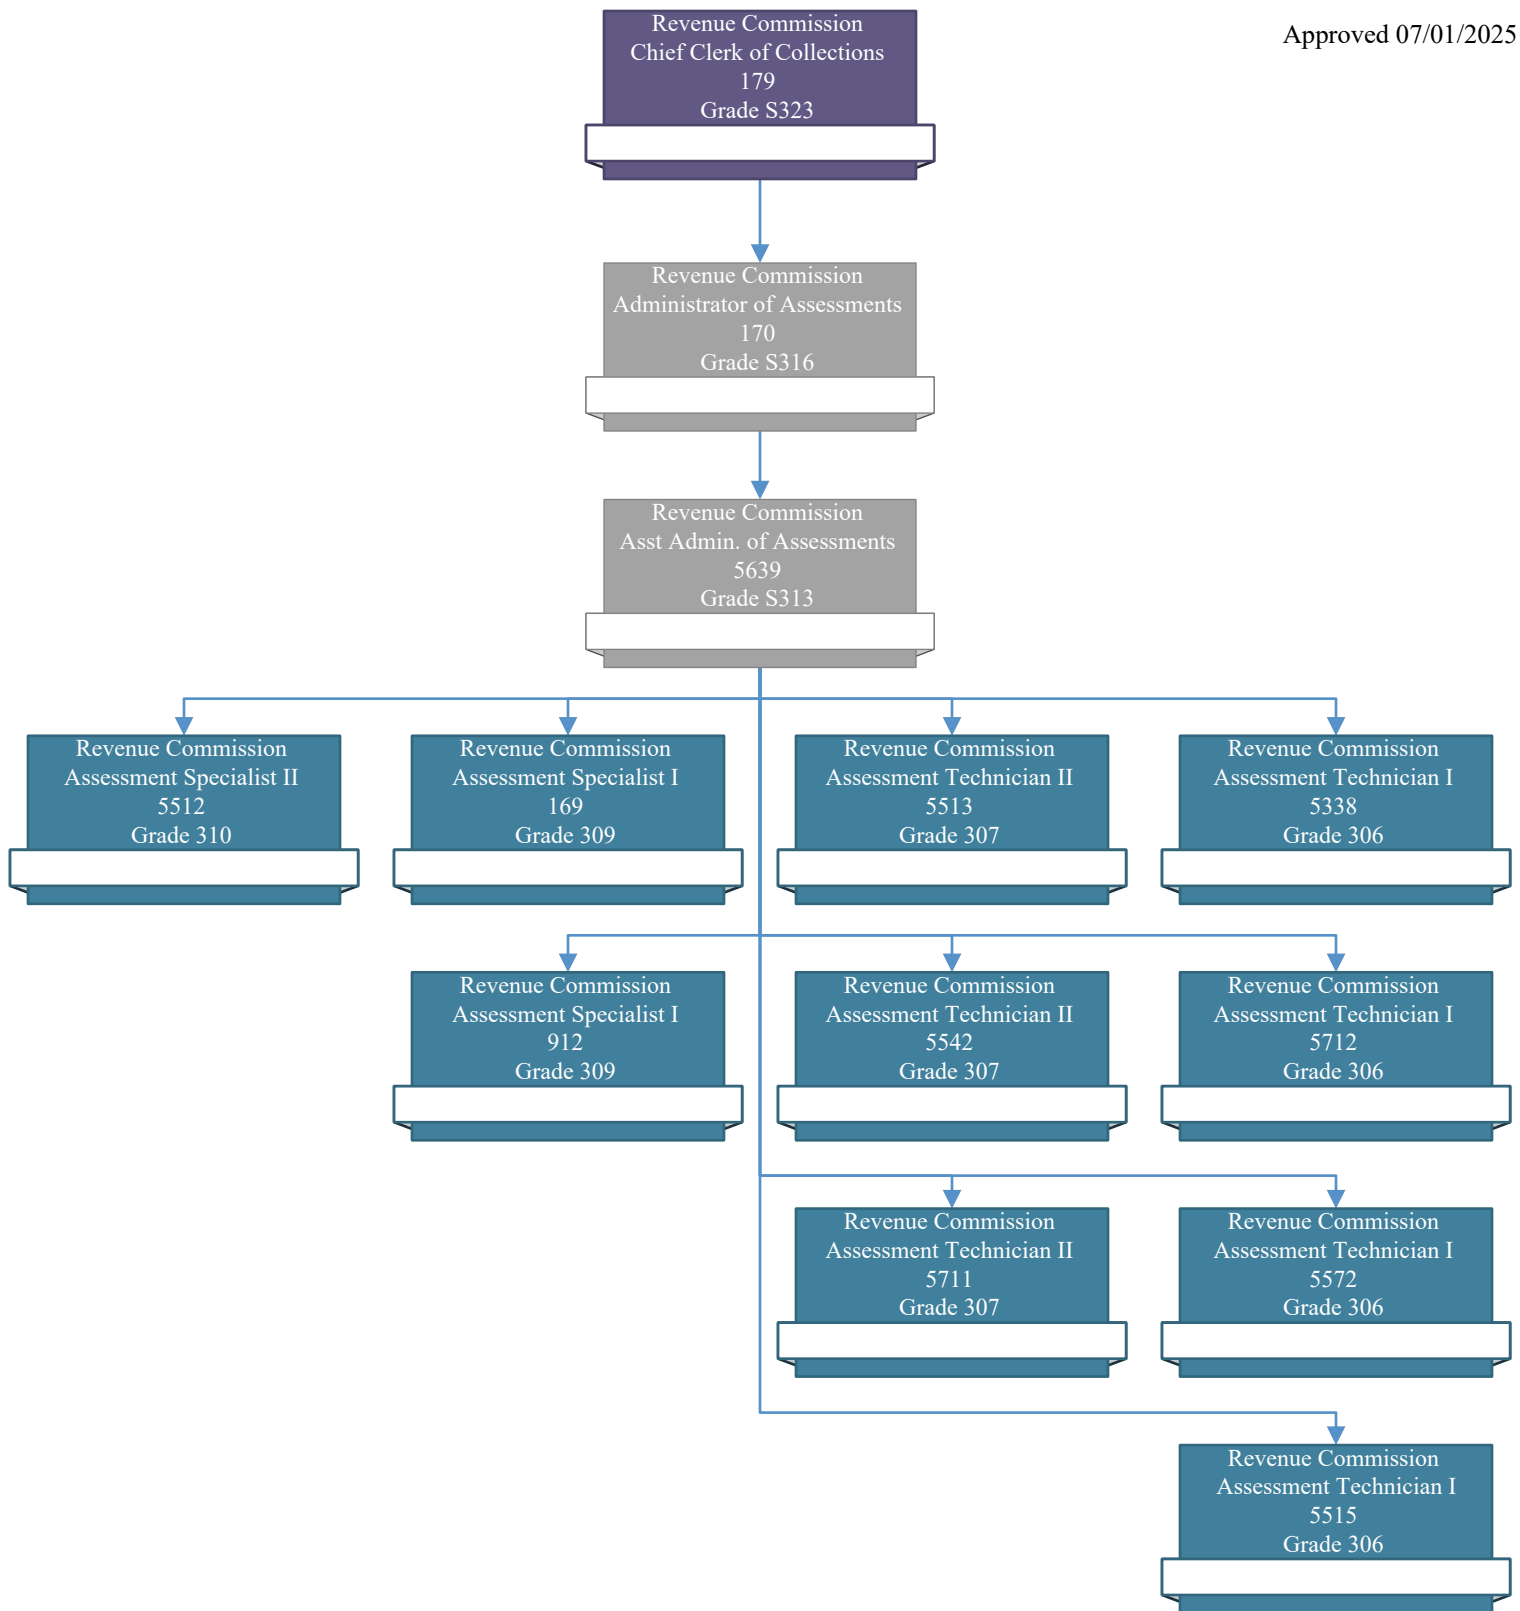 Approved 07/01/2025
Revenue Commission
Chief Clerk of Collections
179
Grade S323
Revenue Commission
Administrator of Assessments
170
Grade S316
Revenue Commission
Asst Admin. of Assessments
5639
Grade S313
Revenue Commission
Assessment Specialist II
5512
Grade 310
Revenue Commission
Assessment Specialist I
169
Grade 309
Revenue Commission
Assessment Technician II
5513
Grade 307
Revenue Commission
Assessment Technician I
5338
Grade 306
Revenue Commission
Assessment Specialist I
912
Grade 309
Revenue Commission
Assessment Technician II
5542
Grade 307
Revenue Commission
Assessment Technician I
5712
Grade 306
Revenue Commission
Assessment Technician II
5711
Grade 307
Revenue Commission
Assessment Technician I
5572
Grade 306
Revenue Commission
Assessment Technician I
5515
Grade 306